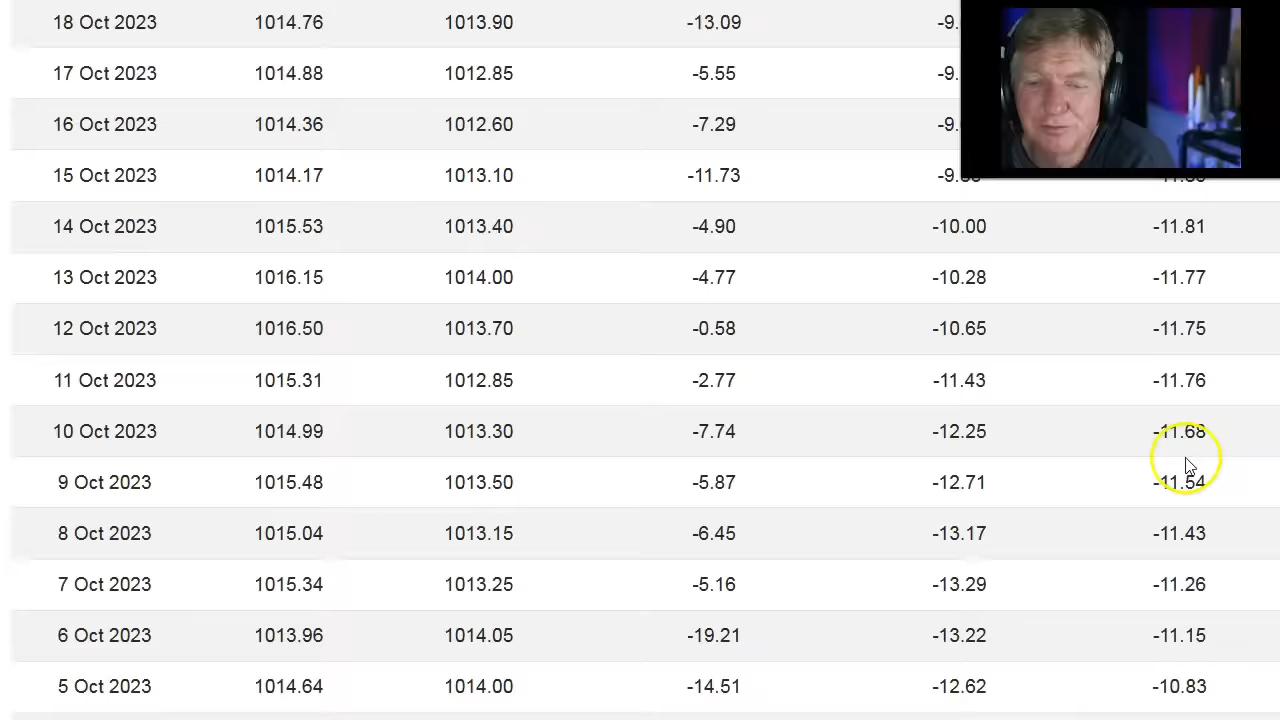 18 Oct 2023 1014.76 1013.90 -13.09 -9.
17 Oct 2023 1014.88 1012.85 -5.55 -9.
16 Oct 2023 1014.36 1012.60 -7.29 -9.
15 Oct 2023 1014.17 1013.10 -11.73
14 Oct 2023 1015.53 1013.40 -4.90 -10.00 -11.81
13 Oct 2023 1016.15 1014.00 -4.77 -10.28 -11.77
12 Oct 2023 1016.50 1013.70 -0.58 -10.65 -11.75
11 Oct 2023 1015.31 1012.85 -2.77 -11.43 -11.76
10 Oct 2023 1014.99 1013.30 -7.74 -12.25 -11.68
9 Oct 2023 1015.48 1013.50 -5.87 -12.71 -11.54
8 Oct 2023 1015.04 1013.15 -6.45 -13.17 -11.43
7 Oct 2023 1015.34 1013.25 -5.16 -13.29 -11.26
6 Oct 2023 1013.96 1014.05 -19.21 -13.22 -11.15
5 Oct 2023 1014.64 1014.00 -14.51 -12.62 -10.83